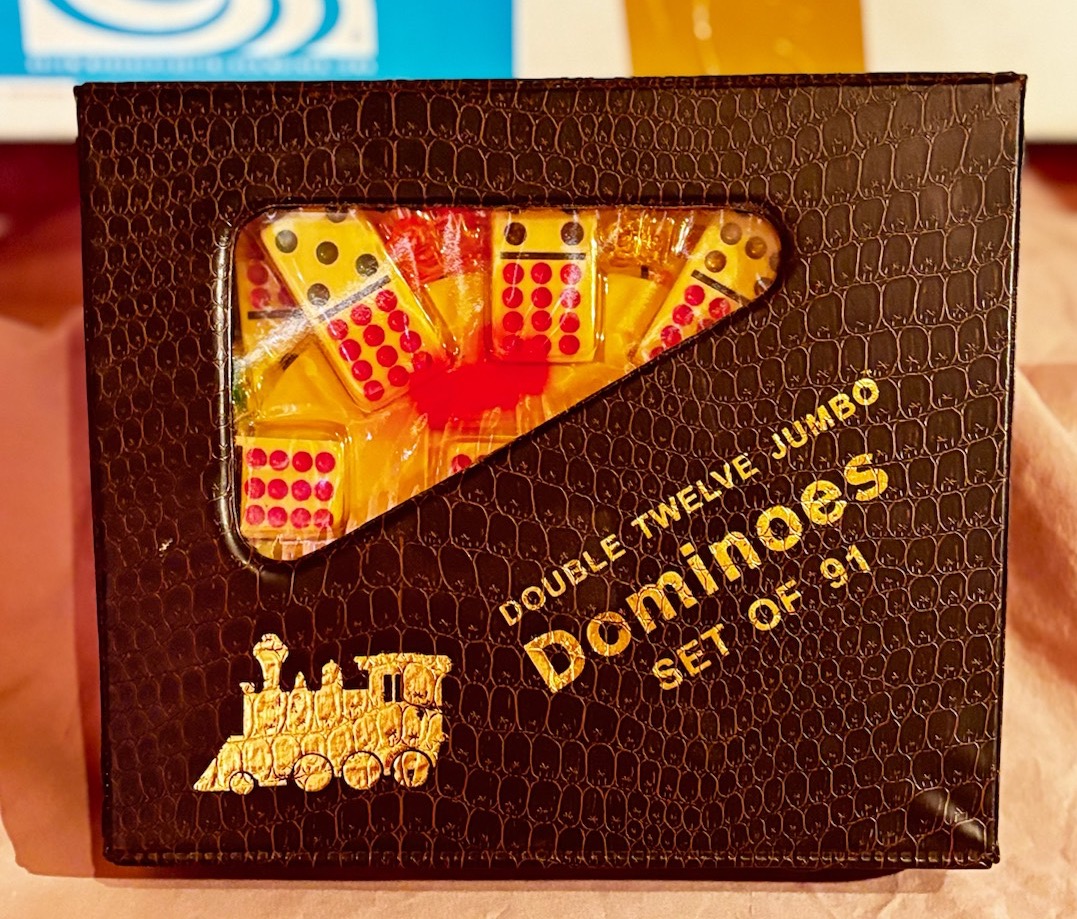 DOUBLE TWELVE JUMBO
Dominoes
SET OF 91